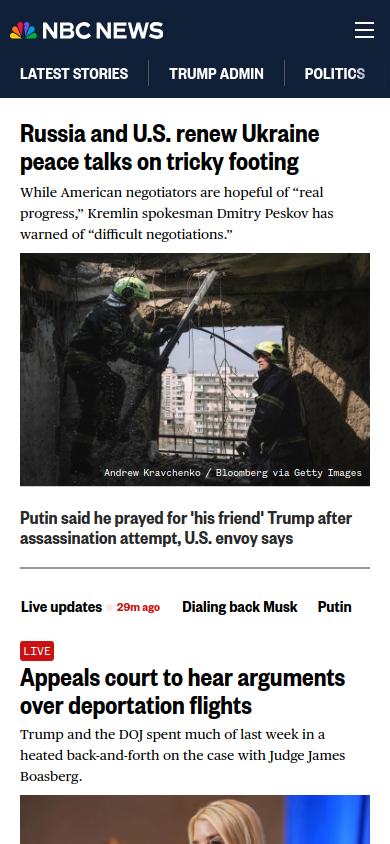 NBC NEWS
LATEST STORIES TRUMP ADMIN POLITICS
Russia and U.S. renew Ukraine
peace talks on tricky footing
While American negotiators are hopeful of “real
progress,” Kremlin spokesman Dmitry Peskov has
warned of “difficult negotiations.”
Andrew Kravchenko / Bloomberg via Getty Images
Putin said he prayed for 'his friend' Trump after
assassination attempt, U.S. envoy says
Live updates 29m ago Dialing back Musk Putin
LIVE
Appeals court to hear arguments
over deportation flights
Trump and the DOJ spent much of last week in a
heated back-and-forth on the case with Judge James
Boasberg.